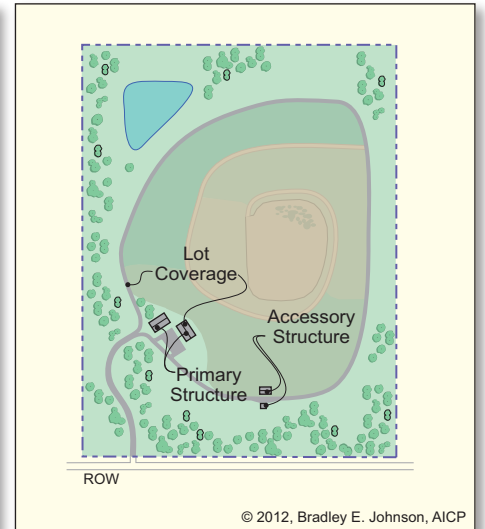 Lot
Coverage
Accessory
Structure
Primary
Structure
ROW
© 2012, Bradley E. Johnson, AICP